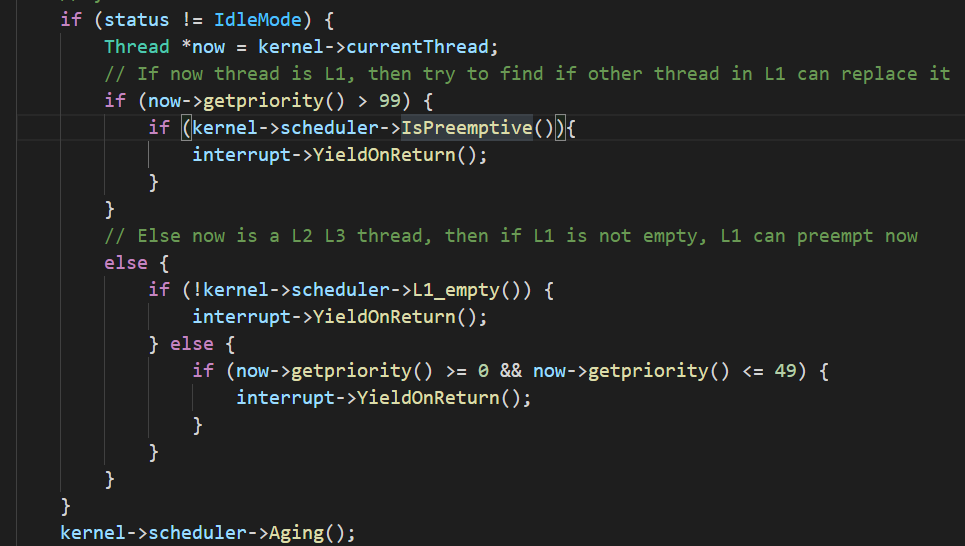 if (status != IdleMode) {
Thread *now = kernel->currentThread;
// If now thread is L1, then try to find if other thread in L1 can replace it
if (now->getpriority() > 99) {
if (kernel->scheduler->IsPreemptive()){
interrupt->YieldOnReturn();
}
}
// Else now is a L2 L3 thread, then if L1 is not empty, L1 can preempt now
else {
if (!kernel->scheduler->L1_empty()) {
interrupt->YieldOnReturn();
} else {
if (now->getpriority() >= 0 && now->getpriority() <= 49) {
interrupt->YieldOnReturn();
}
}
}
}
kernel->scheduler->Aging();